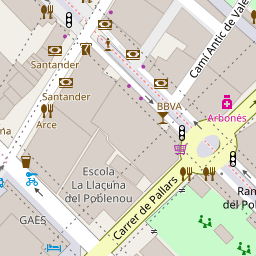 Camí Antic de Vale
Santander
Santander
BBVA
Arbonés
Arce
na
Escola
La Llacuna
del Poblenou
Carrer de Pallars
Ram
del Pob
GAES